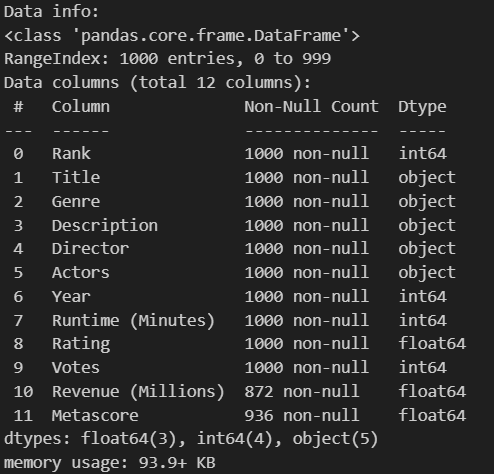 Data info:
<class 'pandas.core.frame.DataFrame'>
RangeIndex: 1000 entries, 0 to 999
Data columns (total 12 columns):
 #   Column              Non-Null Count  Dtype
---  ------              --------------  -----
 0   Rank                1000 non-null   int64
 1   Title               1000 non-null   object
 2   Genre               1000 non-null   object
 3   Description         1000 non-null   object
 4   Director            1000 non-null   object
 5   Actors              1000 non-null   object
 6   Year                1000 non-null   int64
 7   Runtime (Minutes)   1000 non-null   int64
 8   Rating              1000 non-null   float64
 9   Votes               1000 non-null   int64
 10  Revenue (Millions)  872 non-null    float64
 11  Metascore           936 non-null    float64
dtypes: float64(3), int64(4), object(5)
memory usage: 93.9+ KB